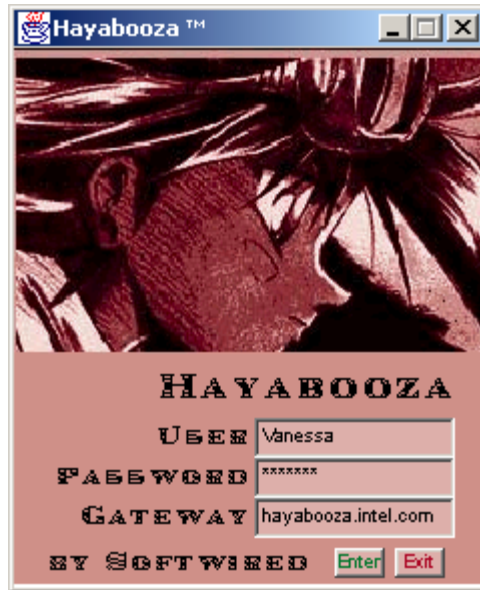 Hayabooza ™
HAYABOOZA
USER Vanessa
PASSWORD *******
GATEWAY hayabooza.intel.com
BY SOFTWIRED Enter Exit